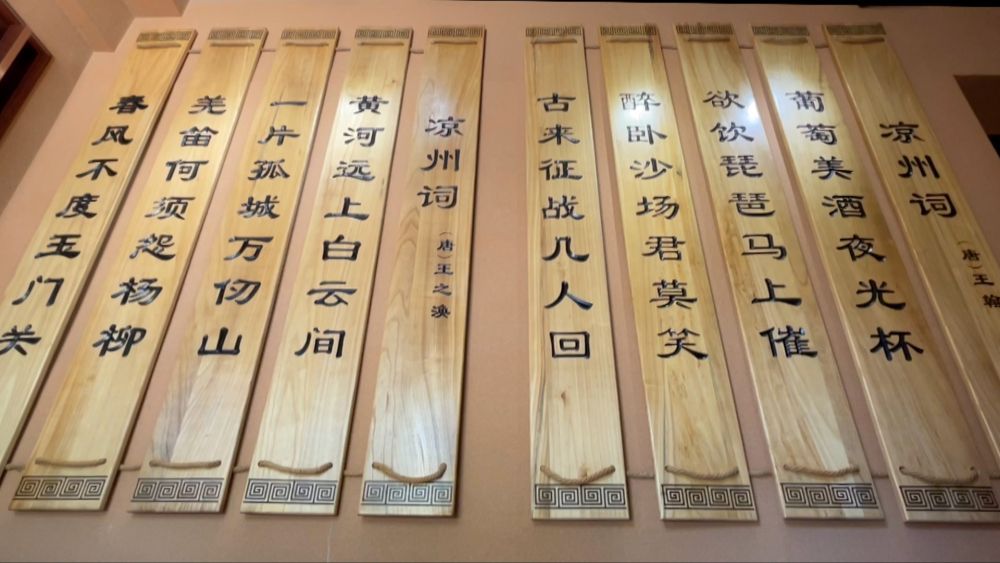 凉州词
（唐）王翰
葡萄美酒夜光杯
欲饮琵琶马上催
醉卧沙场君莫笑
古来征战几人回
凉州词
（唐）王之涣
黄河远上白云间
一片孤城万仞山
羌笛何须怨杨柳
春风不度玉门关